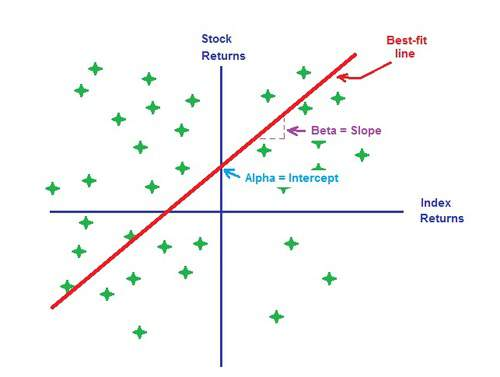 Stock
Returns
Best-fit
line
Beta = Slope
Alpha = Intercept
Index
Returns